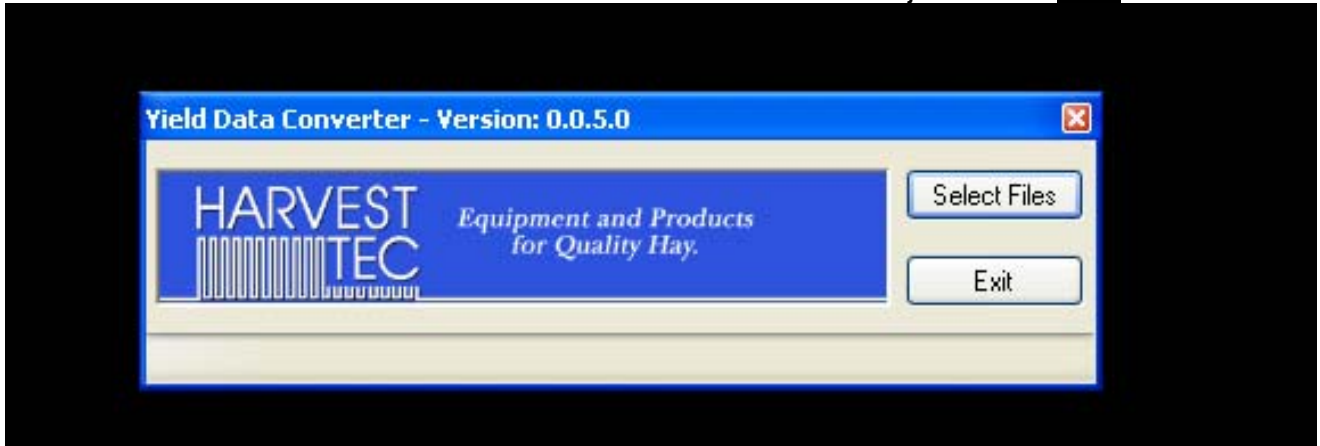 Yield Data Converter - Version: 0.0.5.0
HARVEST
TEC
Equipment and Products
for Quality Hay.
Select Files
Exit